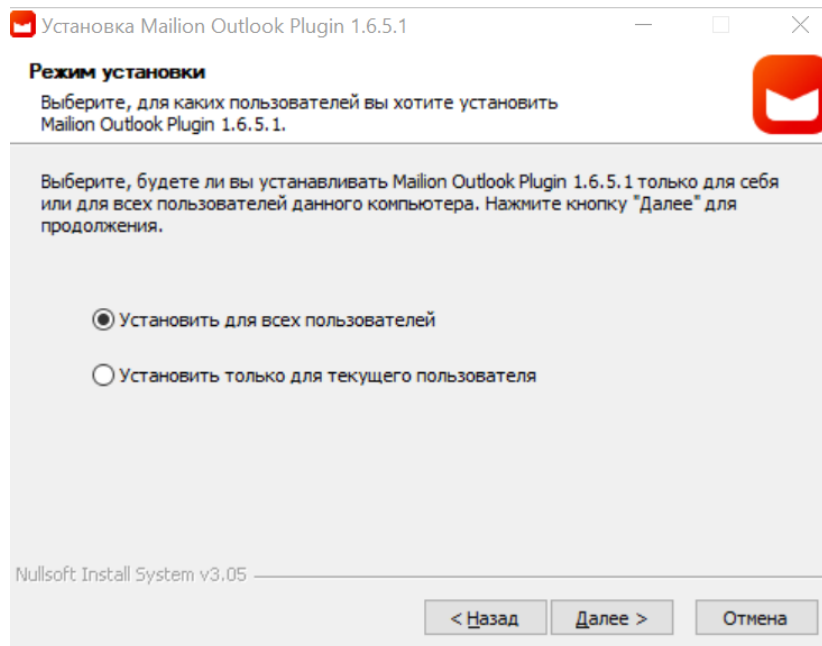 Установка Mailion Outlook Plugin 1.6.5.1
Режим установки
Выберите, для каких пользователей вы хотите установить
Mailion Outlook Plugin 1.6.5.1.
Выберите, будете ли вы устанавливать Mailion Outlook Plugin 1.6.5.1 только для себя
или для всех пользователей данного компьютера. Нажмите кнопку "Далее" для
продолжения.
Установить для всех пользователей
Установить только для текущего пользователя
Nullsoft Install System v3.05
< Назад
Далее >
Отмена